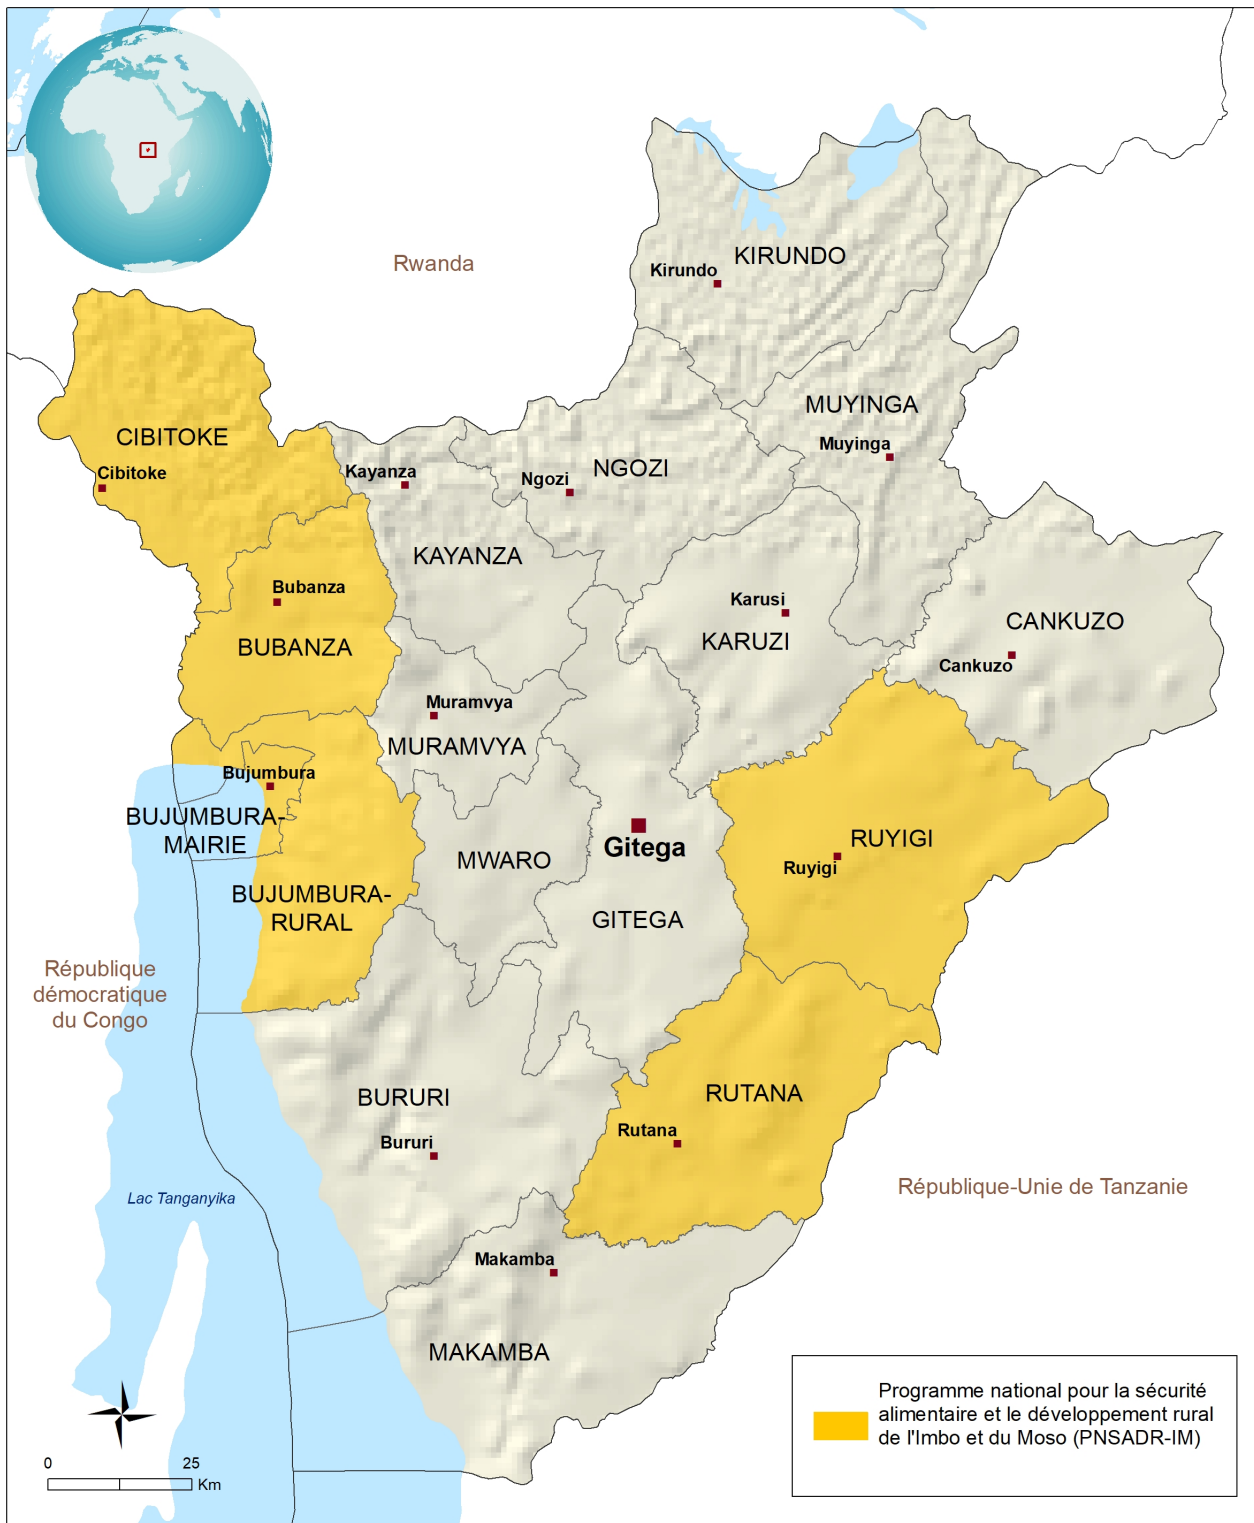 Rwanda
KIRUNDO
Kirundo
MUYINGA
Muyinga
CIBITOKE
Cibitoke
Kayanza
Ngozi
NGOZI
KAYANZA
Bubanza
BUBANZA
Karusi
KARUZI
CANKUZO
Cankuzo
Muramvya
MURAMVYA
Bujumbura
BUJUMBURA-
MAIRIE
MWARO
Gitega
GITEGA
RUYIGI
Ruyigi
BUJUMBURA-
RURAL
République
démocratique
du Congo
BURURI
Bururi
RUTANA
Rutana
République-Unie de Tanzanie
Lac Tanganyika
Makamba
MAKAMBA
Programme national pour la sécurité
alimentaire et le développement rural
de l'Imbo et du Moso (PNSADR-IM)
0 25
Km